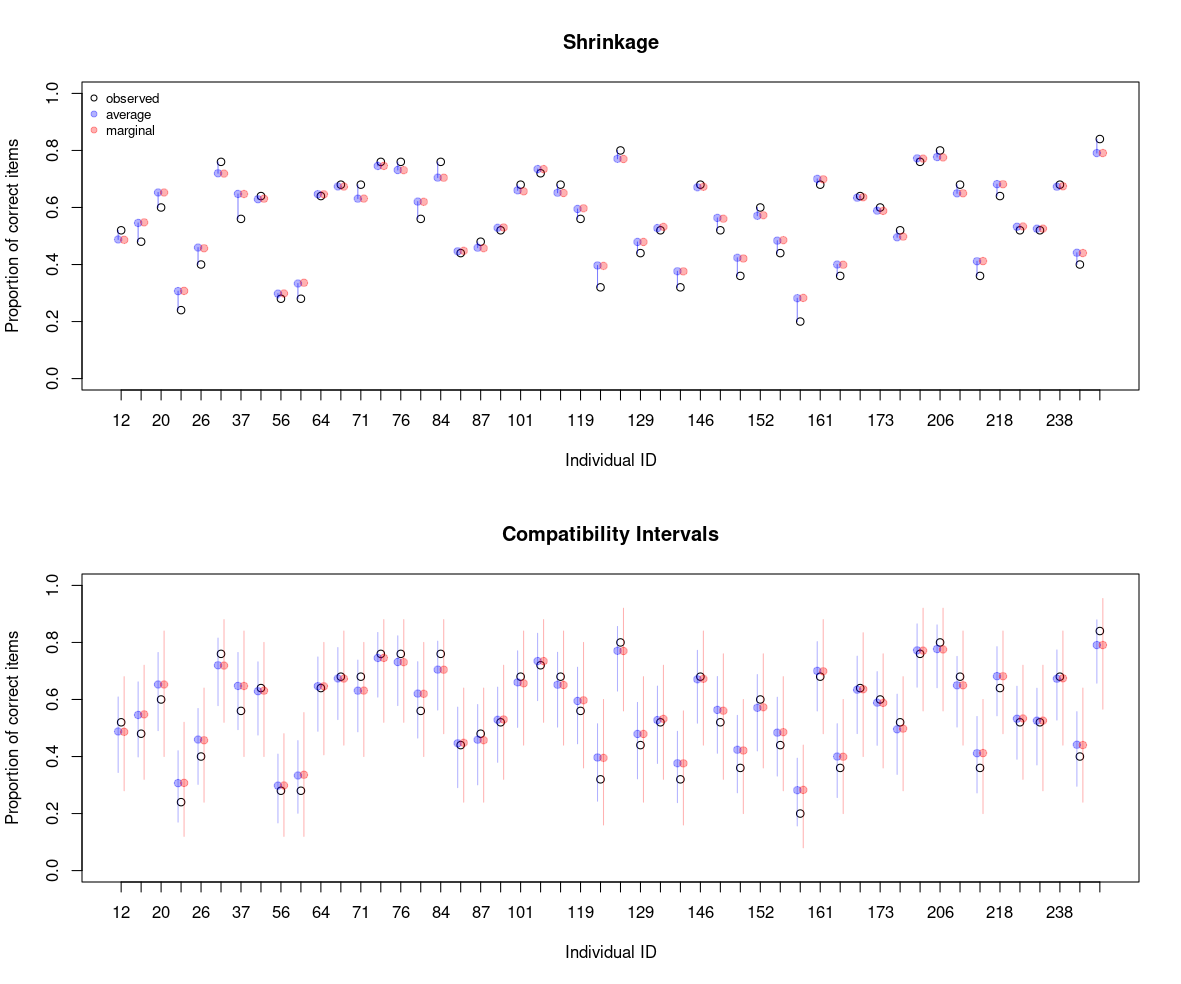 Shrinkage
Proportion of correct items
1.0
0.8
0.6
0.4
0.2
0.0
observed
average
marginal
12 20 26 37 56 64 71 76 84 87 101 119 129 146 152 161 173 206 218 238
Individual ID
Compatibility Intervals
Proportion of correct items
1.0
0.8
0.6
0.4
0.2
0.0
12 20 26 37 56 64 71 76 84 87 101 119 129 146 152 161 173 206 218 238
Individual ID